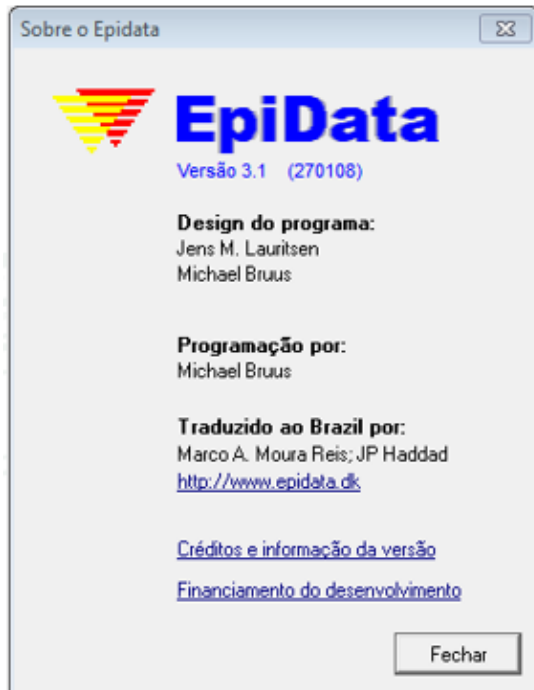 Sobre o Epidata
EpiData
Versão 3.1 (270108)
Design do programa:
Jens M. Lauritsen
Michael Bruus
Programação por:
Michael Bruus
Traduzido ao Brazil por:
Marco A. Moura Reis; JP Haddad
http://www.epidata.dk
Créditos e informação da versão
Financiamento do desenvolvimento
Fechar